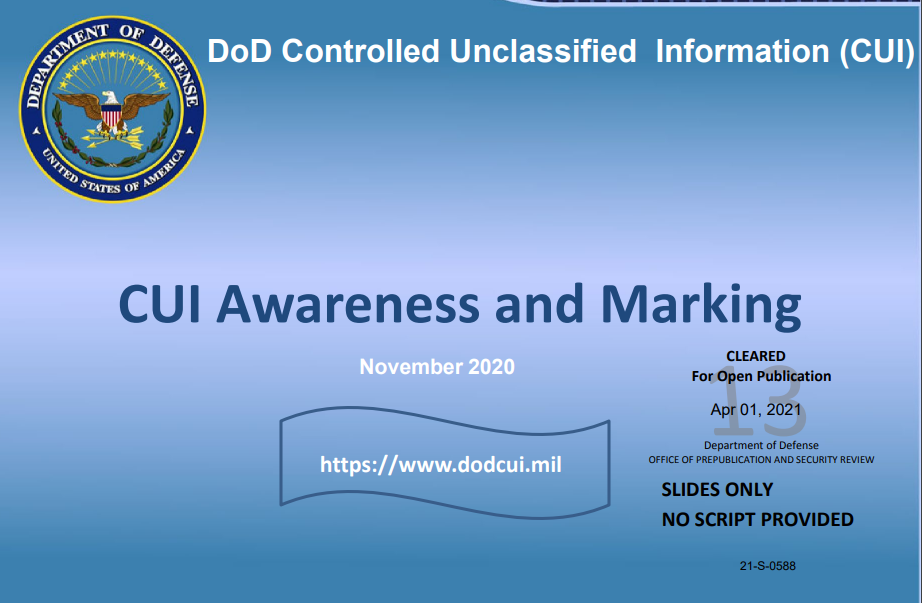 DEPARTMENT OF DEFENSE
UNITED STATES OF AMERICA
DoD Controlled Unclassified Information (CUI)
CUI Awareness and Marking
November 2020
https://www.dodcui.mil
CLEARED
For Open Publication
13
Apr 01, 2021
Department of Defense
OFFICE OF PREPUBLICATION AND SECURITY REVIEW
SLIDES ONLY
NO SCRIPT PROVIDED
21-S-0588